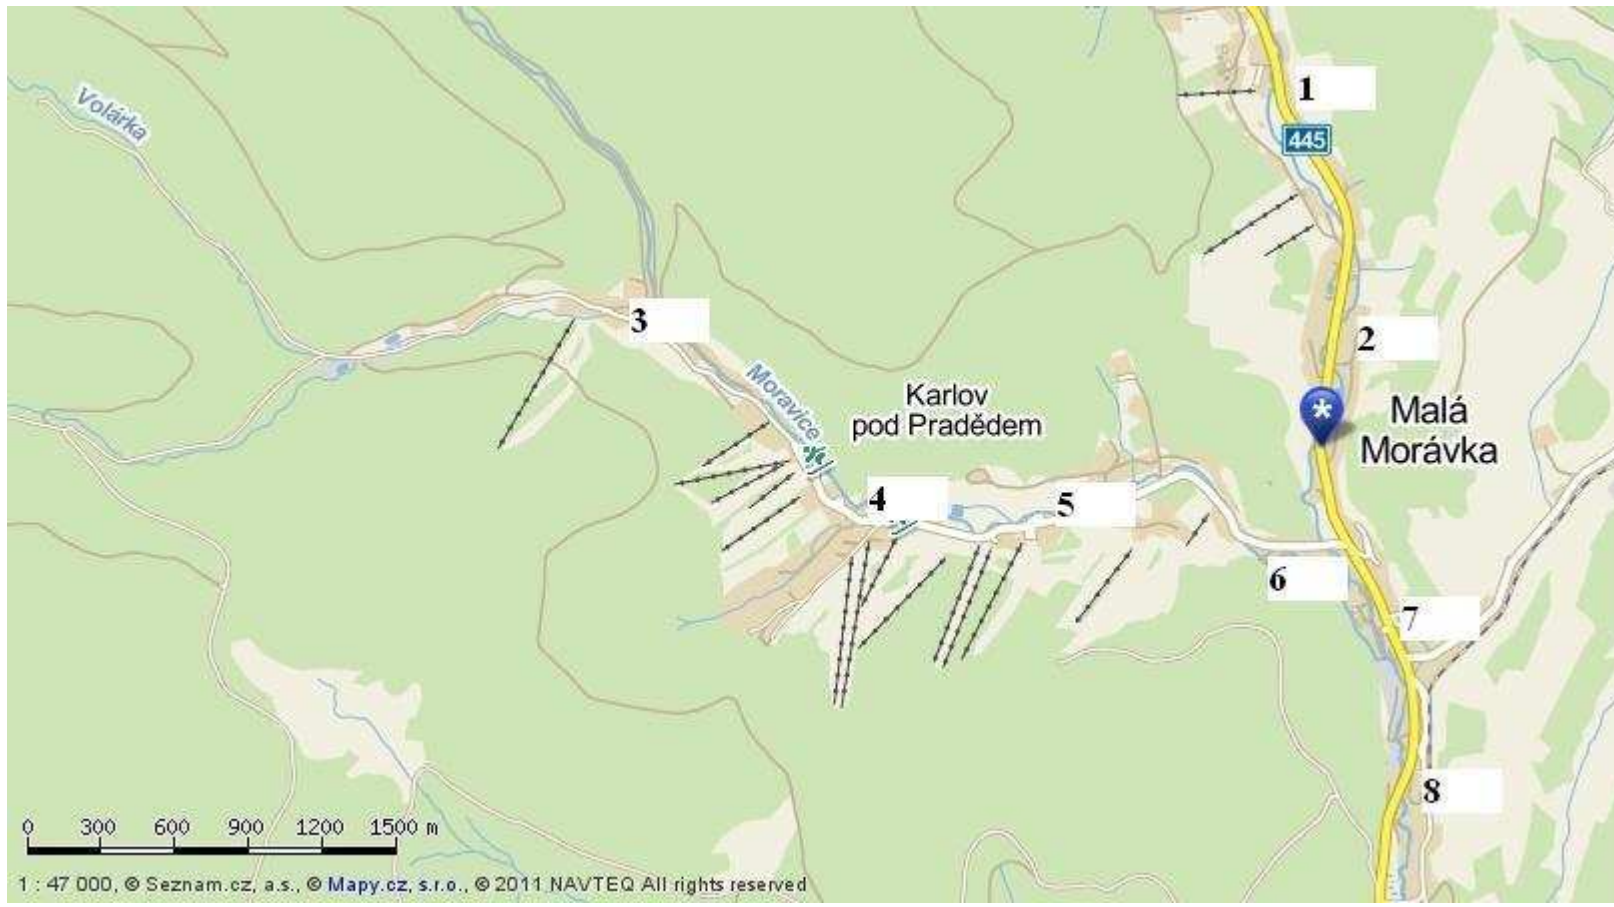 1
Volárka
445
3
2
Moravice
Karlov
pod Pradědem
*
Malá
Morávka
4
5
6
7
8
0 300 600 900 1200 1500 m
1 : 47 000, © Seznam.cz, a.s., © Mapy.cz, s.r.o., © 2011 NAVTEQ All rights reserved